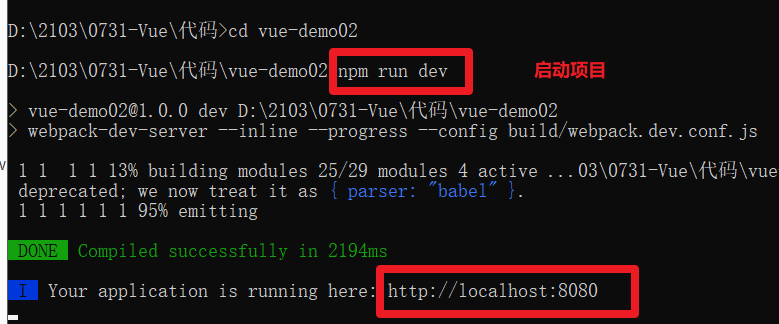 D:\2103\0731-Vue\代码>cd vue-demo02
D:\2103\0731-Vue\代码\vue-demo02 npm run dev 启动项目
> vue-demo02@1.0.0 dev D:\2103\0731-Vue\代码\vue-demo02
> webpack-dev-server --inline --progress --config build/webpack.dev.conf.js
1 1  1 1 13% building modules 25/29 modules 4 active ...03\0731-Vue\代码\vue
deprecated; we now treat it as { parser: "babel" }.
1 1 1 1 1 1 95% emitting
DONE Compiled successfully in 2194ms
I Your application is running here: http://localhost:8080